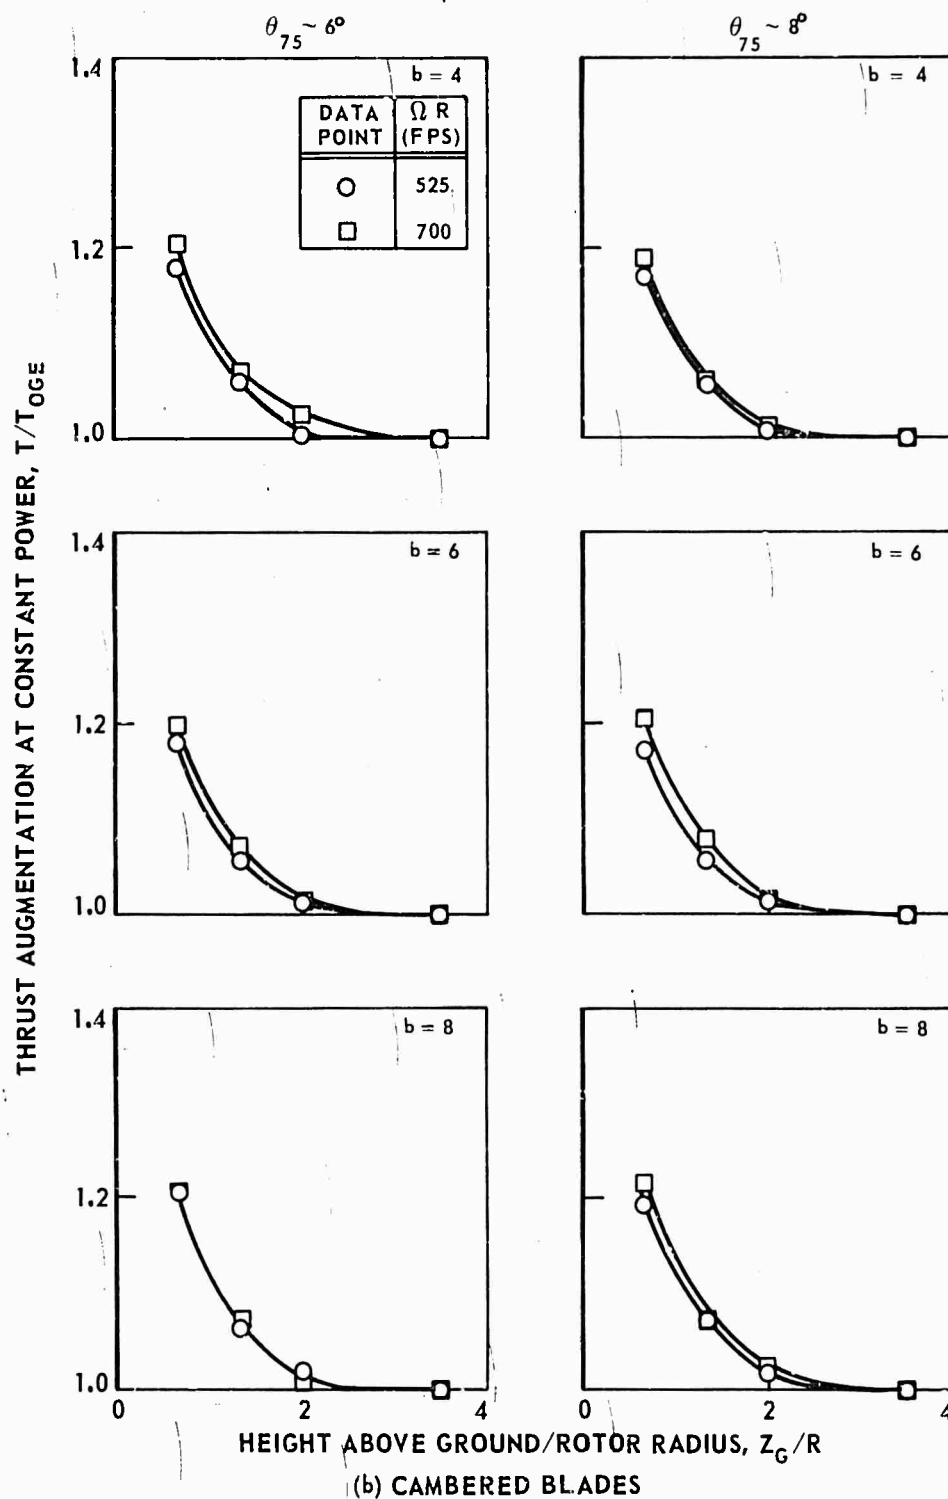 θ75 ~ 6°
θ75 ~ 8°
1.4
b = 4
b = 4
DATA POINT
Ω R (FPS)
525
700
1.2
1.0
1.4
b = 6
b = 6
1.2
1.0
1.4
b = 8
b = 8
1.2
1.0
0 2 4
0 2 4
THRUST AUGMENTATION AT CONSTANT POWER, T/TOGE
HEIGHT ABOVE GROUND/ROTOR RADIUS, ZG/R
(b) CAMBERED BLADES